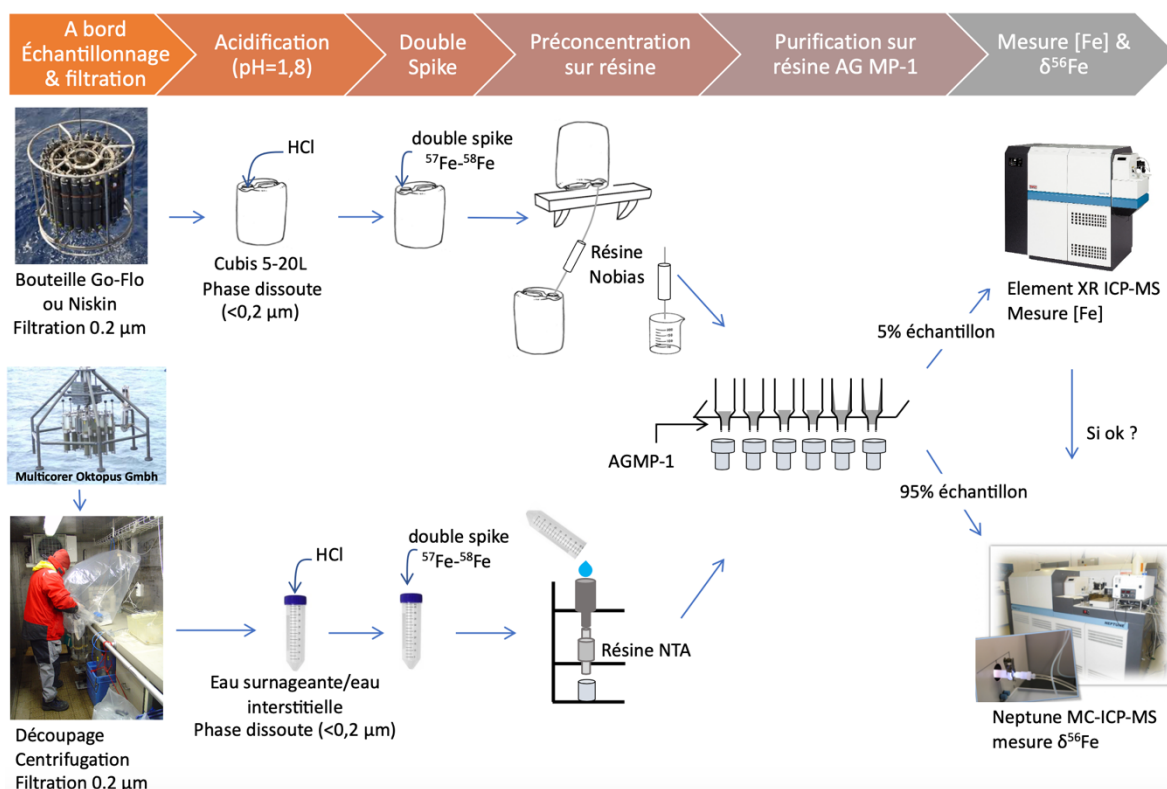 A bord
Échantillonnage
& filtration
Acidification
(pH=1,8)
Double
Spike
Préconcentration
sur résine
Purification sur
résine AG MP-1
Mesure [Fe] &
δ⁵⁶Fe
HCl
double spike
⁵⁷Fe-⁵⁸Fe
Bouteille Go-Flo
ou Niskin
Filtration 0.2 µm
Cubis 5-20L
Phase dissoute
(<0,2 µm)
Résine
Nobias
Element XR ICP-MS
Mesure [Fe]
5% échantillon
Multicorer Oktopus Gmbh
AGMP-1
Si ok ?
95% échantillon
HCl
double spike
⁵⁷Fe-⁵⁸Fe
Résine NTA
Eau surnageante/eau
interstitielle
Phase dissoute (<0,2 µm)
Découpage
Centrifugation
Filtration 0.2 µm
NEPTUNE
Neptune MC-ICP-MS
mesure δ⁵⁶Fe